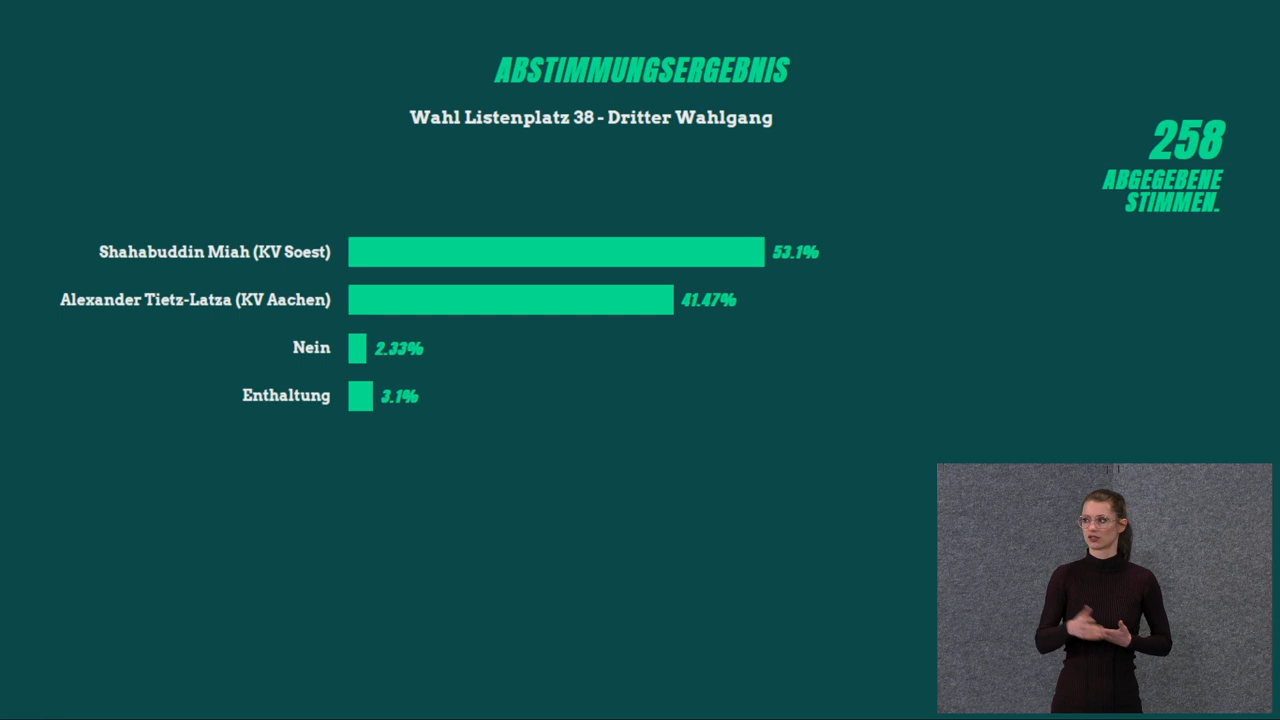 ABSTIMMUNGSERGEBNIS
Wahl Listenplatz 38 - Dritter Wahlgang
258
ABGEGEBENE
STIMMEN.
Shahabuddin Miah (KV Soest) 53.1%
Alexander Tietz-Latza (KV Aachen) 41.47%
Nein 2.33%
Enthaltung 3.1%